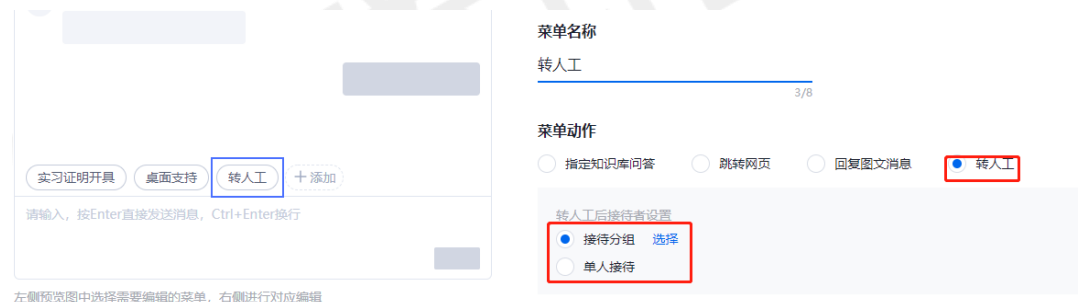 实习证明开具 桌面支持 转人工 + 添加
请输入，按Enter直接发送消息，Ctrl+Enter换行
左侧预览图中选择需要编辑的菜单，右侧进行对应编辑
菜单名称
转人工
3/8
菜单动作
指定知识库问答 跳转网页 回复图文消息 转人工
转人工后接待者设置
接待分组 选择
单人接待